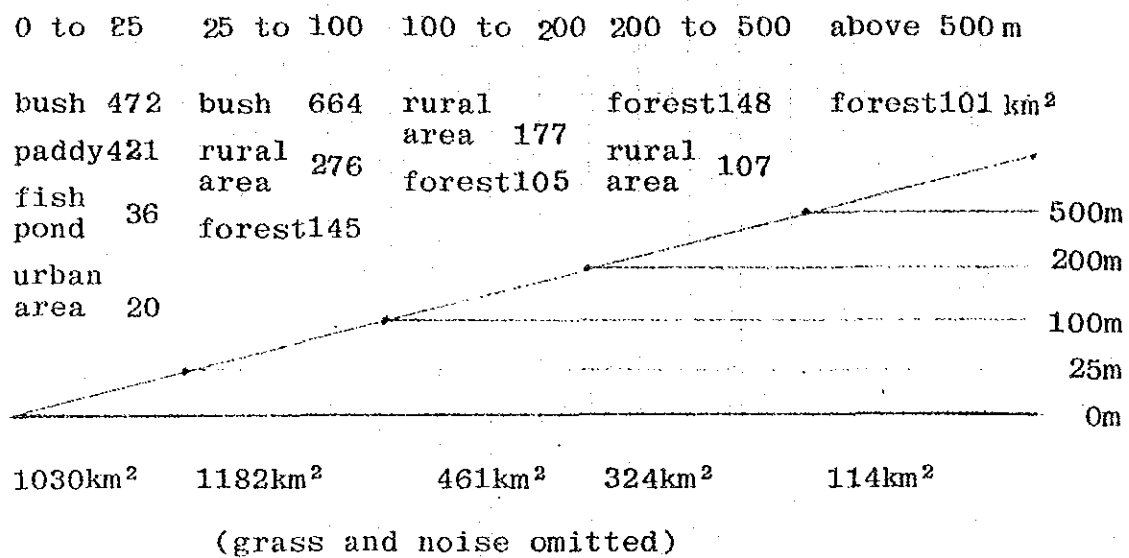 0 to 25 25 to 100 100 to 200 200 to 500 above 500 m
bush 472 bush 664 rural area 177 forest148 forest101 km²
paddy421 rural area 276 forest105 rural area 107
fish pond 36 forest145
urban area 20
500m
200m
100m
25m
0m
1030km² 1182km² 461km² 324km² 114km²
(grass and noise omitted)